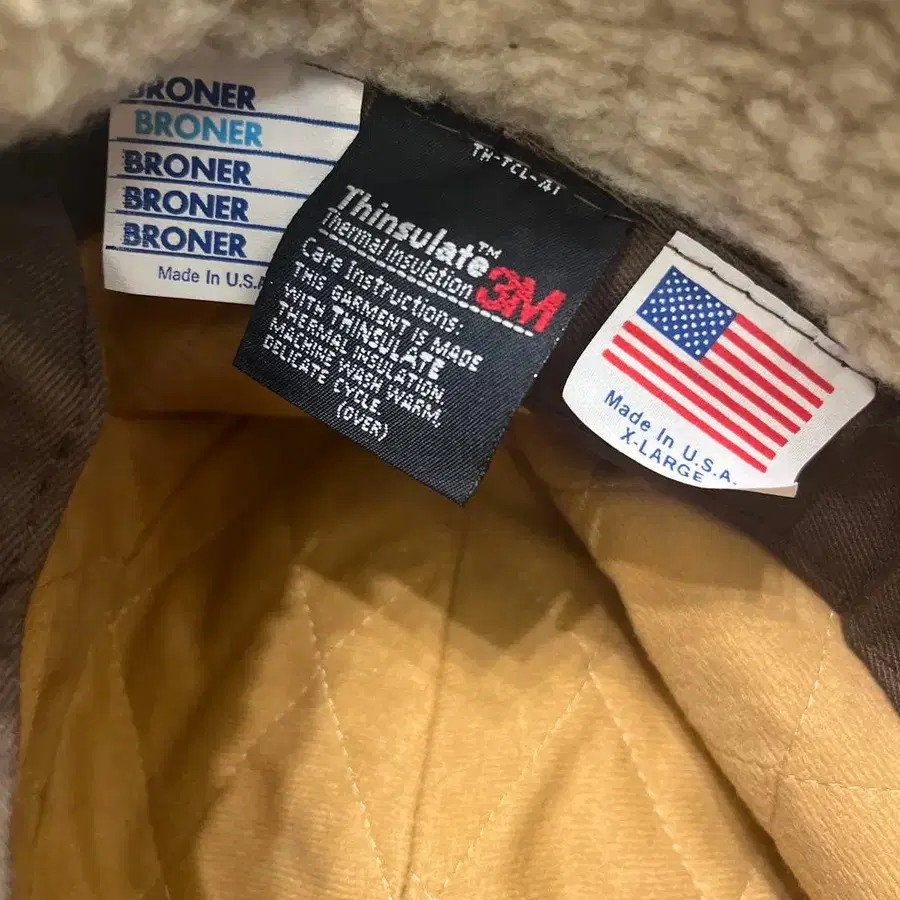 BRONER
BRONER
BRONER
BRONER
BRONER
Made In U.S.A
TH-TCL-A1
Thinsulate™
Thermal Insulation 3M
Care Instructions:
THIS GARMENT IS MADE
WITH THINSULATE
THERMAL INSULATION.
MACHINE WASH WARM,
DELICATE CYCLE.
(OVER)
Made In U.S.A.
X-LARGE